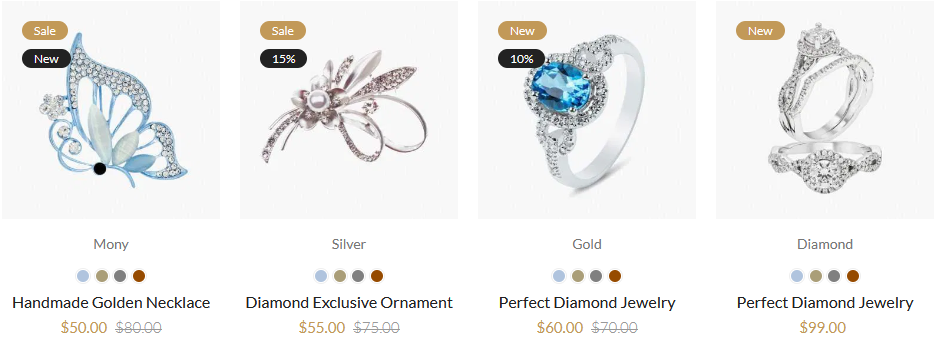 Sale
New
Mony
Handmade Golden Necklace
$50.00 $80.00
Sale
15%
Silver
Diamond Exclusive Ornament
$55.00 $75.00
New
10%
Gold
Perfect Diamond Jewelry
$60.00 $70.00
New
Diamond
Perfect Diamond Jewelry
$99.00